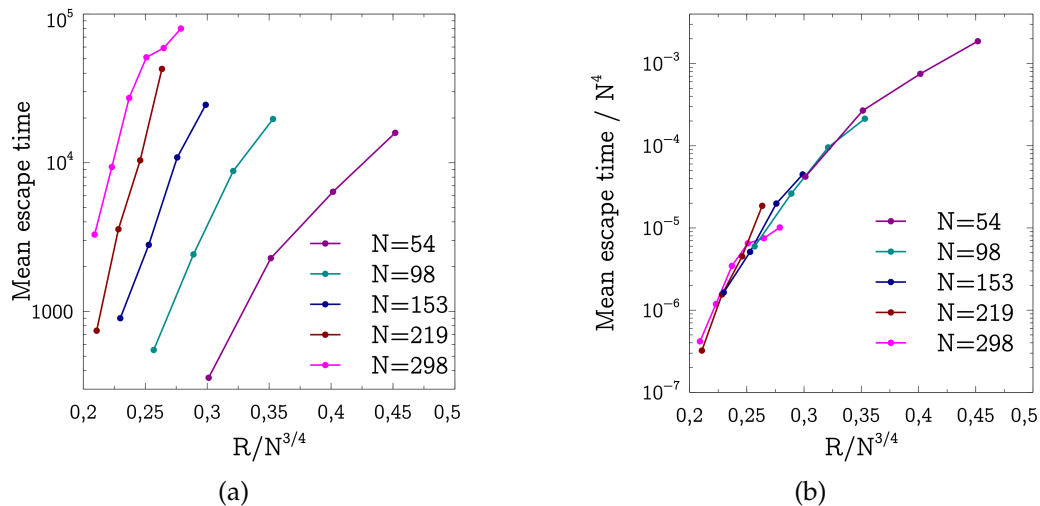 Mean escape time
10^5
10^4
1000
0,2 0,25 0,3 0,35 0,4 0,45 0,5
R/N^{3/4}
N=54
N=98
N=153
N=219
N=298
(a)
Mean escape time / N^4
10^{-3}
10^{-4}
10^{-5}
10^{-6}
10^{-7}
0,2 0,25 0,3 0,35 0,4 0,45 0,5
R/N^{3/4}
N=54
N=98
N=153
N=219
N=298
(b)